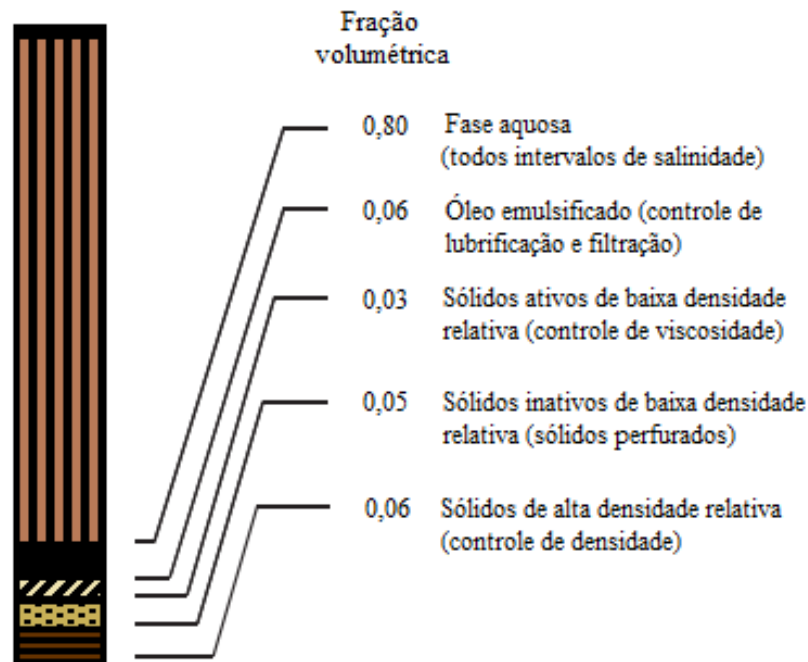 Fração
volumétrica
0,80 Fase aquosa
(todos intervalos de salinidade)
0,06 Óleo emulsificado (controle de
lubrificação e filtração)
0,03 Sólidos ativos de baixa densidade
relativa (controle de viscosidade)
0,05 Sólidos inativos de baixa densidade
relativa (sólidos perfurados)
0,06 Sólidos de alta densidade relativa
(controle de densidade)